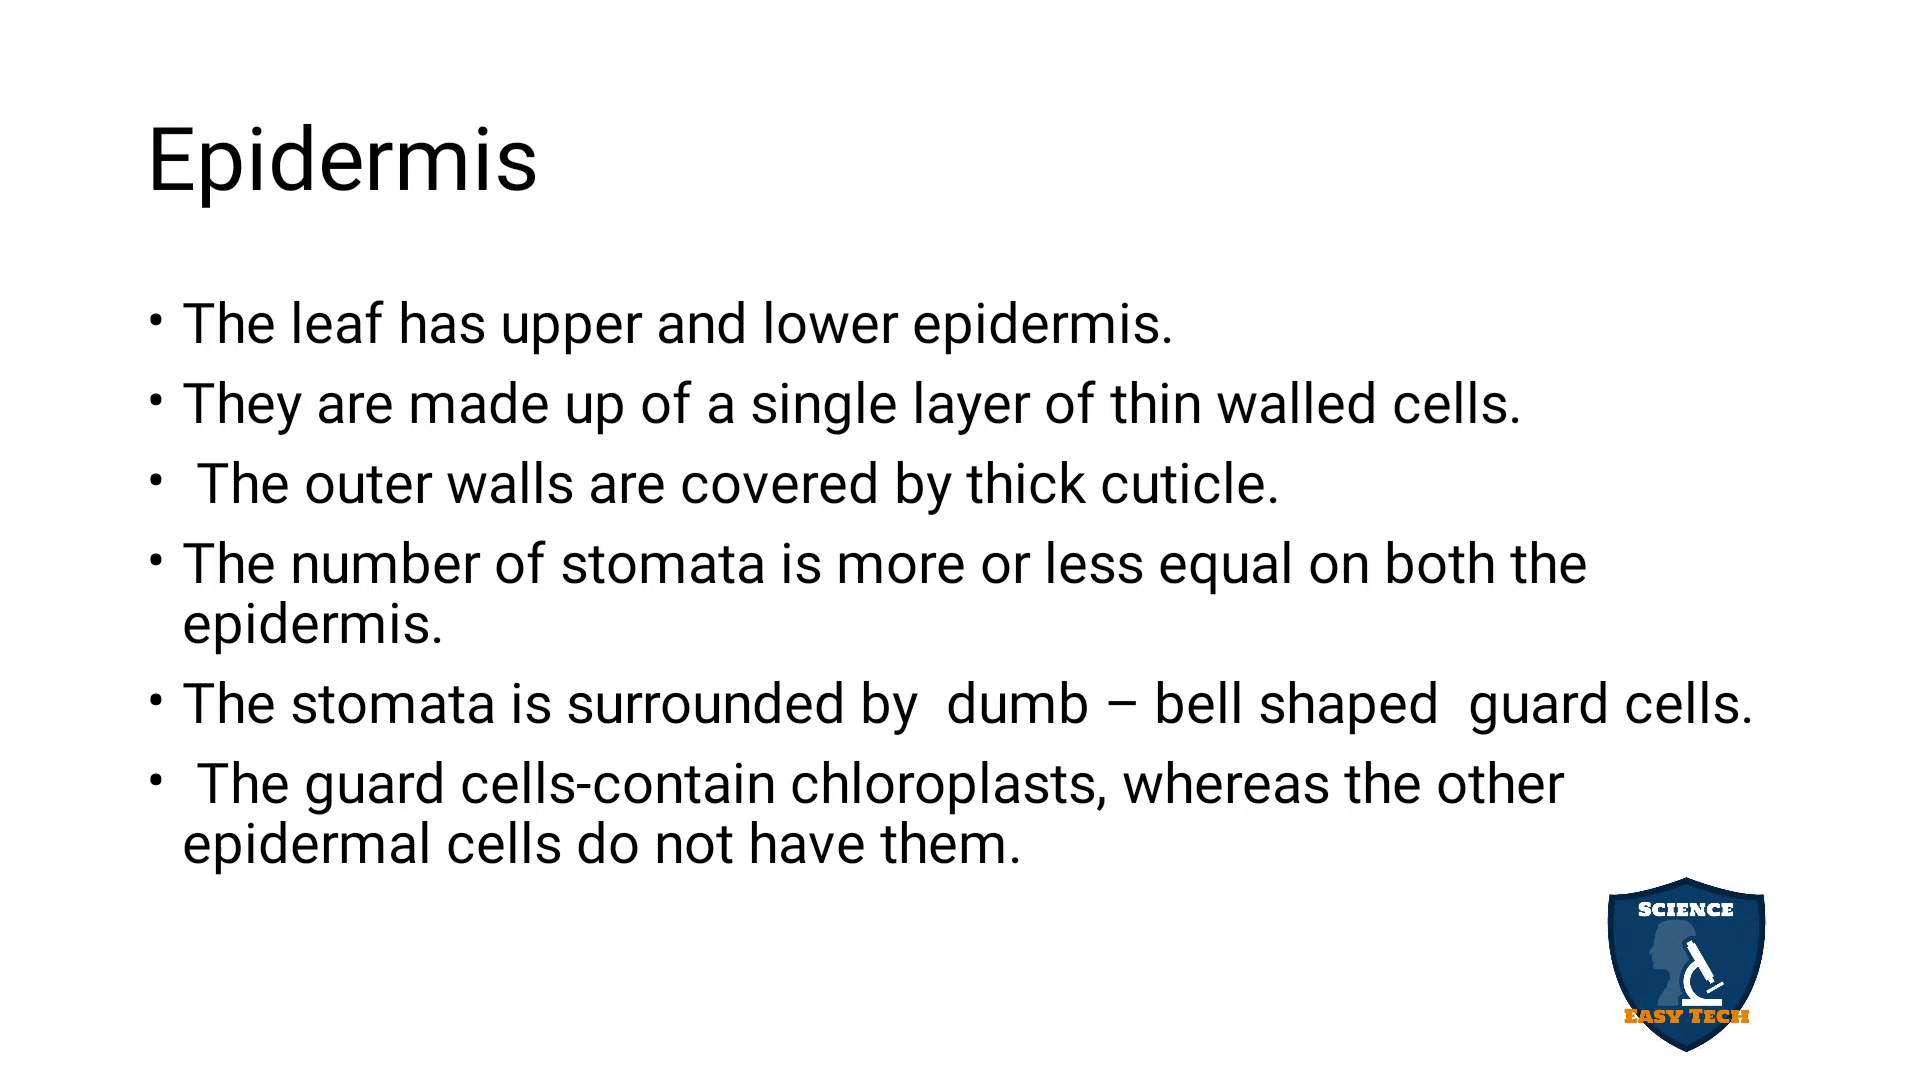 Epidermis
• The leaf has upper and lower epidermis.
• They are made up of a single layer of thin walled cells.
• The outer walls are covered by thick cuticle.
• The number of stomata is more or less equal on both the
epidermis.
• The stomata is surrounded by dumb – bell shaped guard cells.
• The guard cells-contain chloroplasts, whereas the other
epidermal cells do not have them.
SCIENCE
EASY TECH